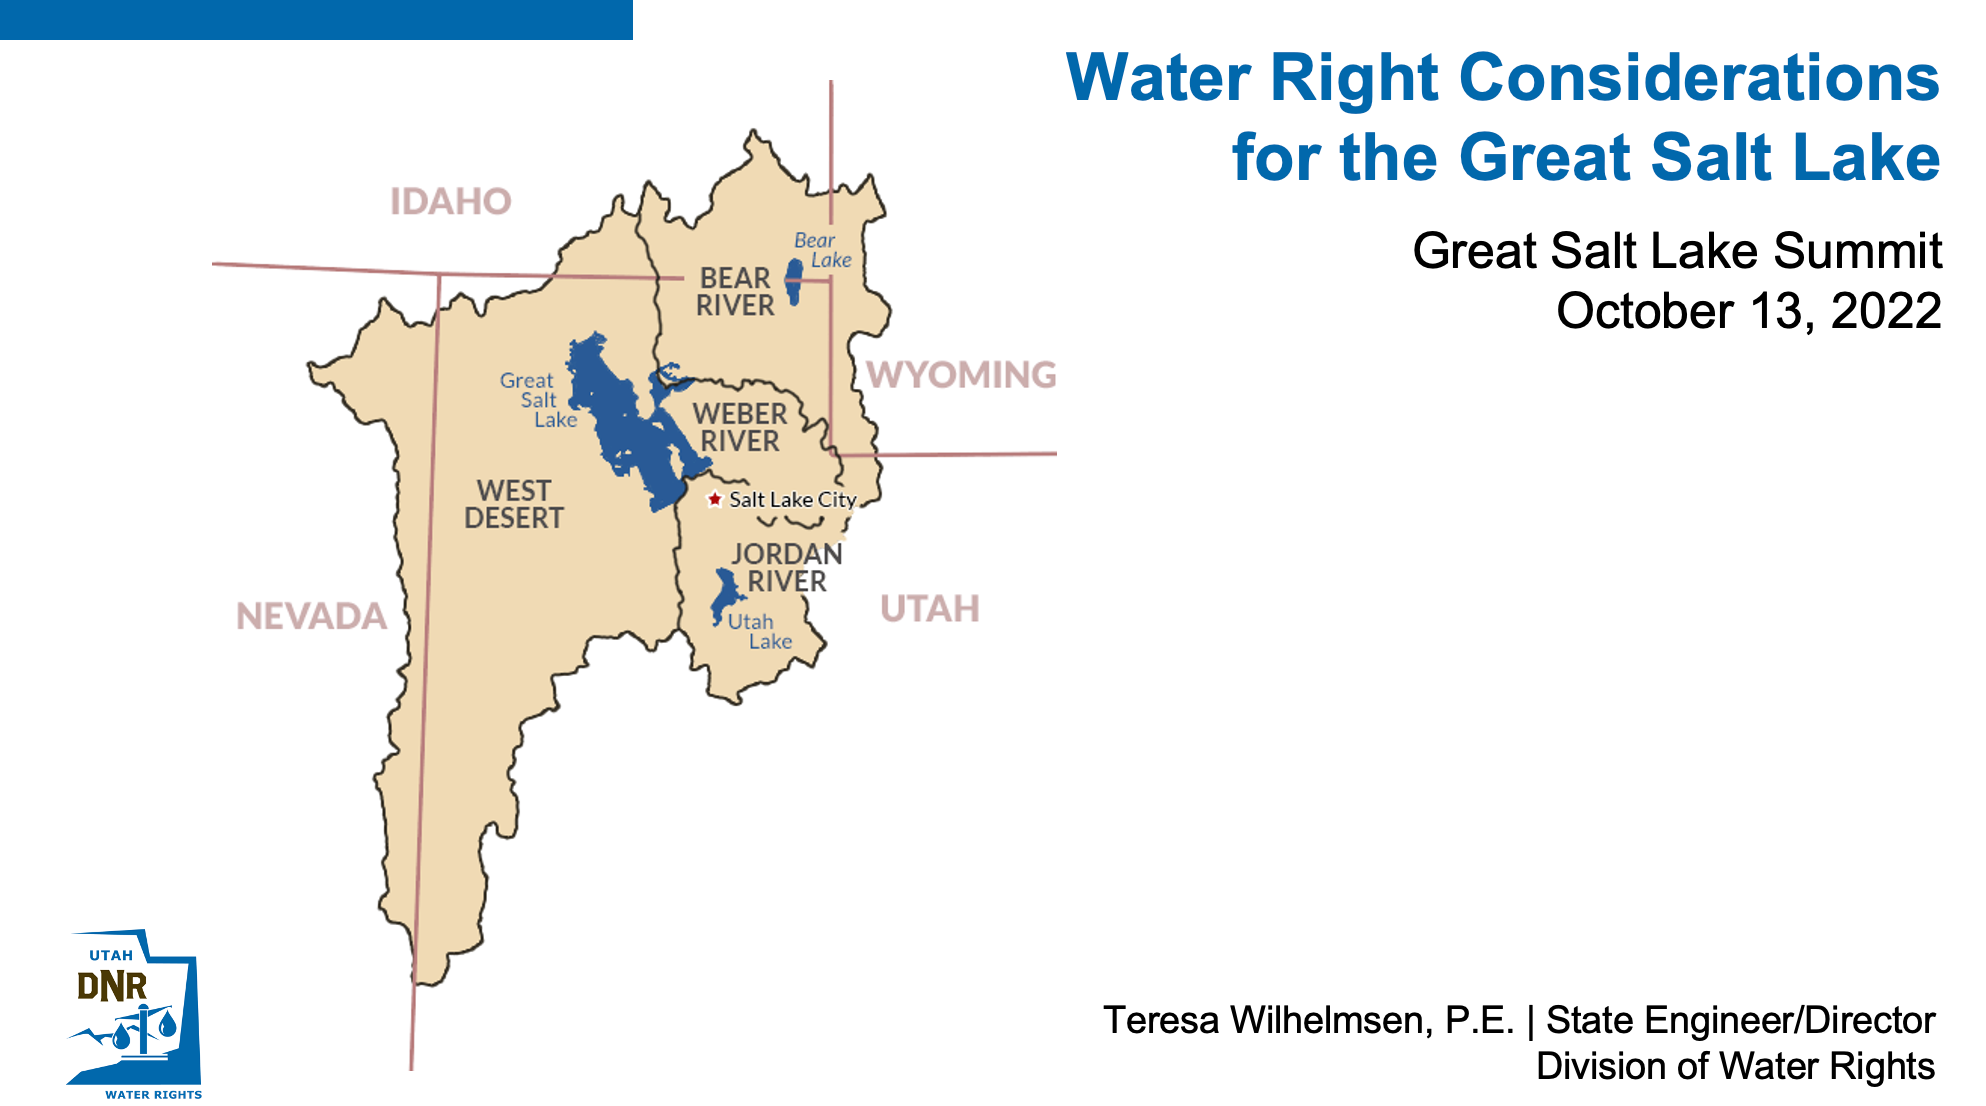 Water Right Considerations
for the Great Salt Lake
Great Salt Lake Summit
October 13, 2022
IDAHO
Bear
Lake
BEAR
RIVER
WYOMING
Great
Salt
Lake
WEBER
RIVER
WEST
DESERT
Salt Lake City
JORDAN
RIVER
NEVADA
UTAH
Utah
Lake
UTAH
DNR
WATER RIGHTS
Teresa Wilhelmsen, P.E. | State Engineer/Director
Division of Water Rights